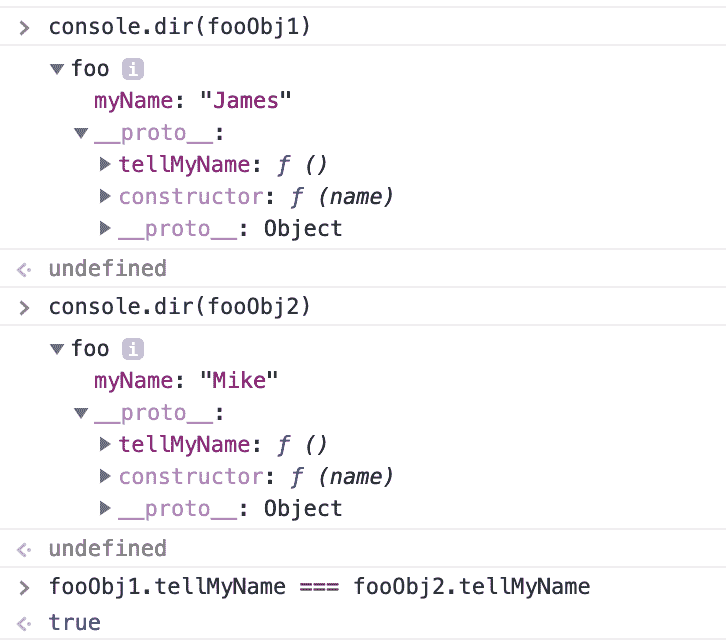 > console.dir(fooObj1)
▼ foo i
myName: "James"
▼ __proto__:
▶ tellMyName: ƒ ()
▶ constructor: ƒ (name)
▶ __proto__: Object
undefined
> console.dir(fooObj2)
▼ foo i
myName: "Mike"
▼ __proto__:
▶ tellMyName: ƒ ()
▶ constructor: ƒ (name)
▶ __proto__: Object
undefined
> fooObj1.tellMyName === fooObj2.tellMyName
true